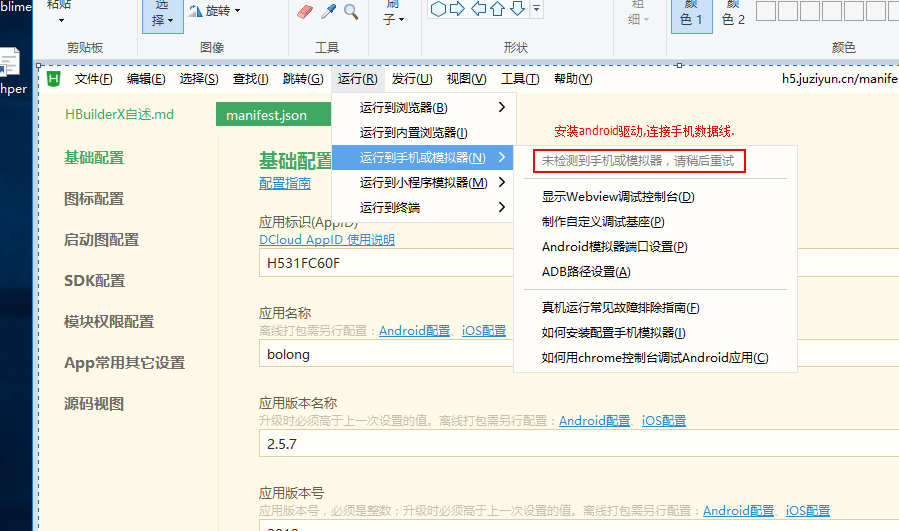 blime
hper
粘贴
选
择
旋转
刷
子
粗
细
颜
色 1
颜
色 2
剪贴板
图像
工具
形状
颜色
文件(F) 编辑(E) 选择(S) 查找(I) 跳转(G) 运行(R) 发行(U) 视图(V) 工具(T) 帮助(Y) h5.juziyun.cn/manife
HBuilderX自述.md
manifest.json
运行到浏览器(B)
运行到内置浏览器(I)
运行到手机或模拟器(N)
运行到小程序模拟器(M)
运行到终端
安装android驱动,连接手机数据线.
未检测到手机或模拟器，请稍后重试
显示Webview调试控制台(D)
制作自定义调试基座(P)
Android模拟器端口设置(P)
ADB路径设置(A)
真机运行常见故障排除指南(F)
如何安装配置手机模拟器(I)
如何用chrome控制台调试Android应用(C)
基础配置
图标配置
启动图配置
SDK配置
模块权限配置
App常用其它设置
源码视图
基础配置
配置指南
应用标识(AppID)
DCloud AppID 使用说明
H531FC60F
应用名称
离线打包需另行配置：Android配置、iOS配置
bolong
应用版本名称
升级时必须高于上一次设置的值。离线打包需另行配置：Android配置、iOS配置
2.5.7
应用版本号
应用版本号，必须是整数；升级时必须高于上一次设置的值。离线打包需另行配置：Android配置、iOS配置